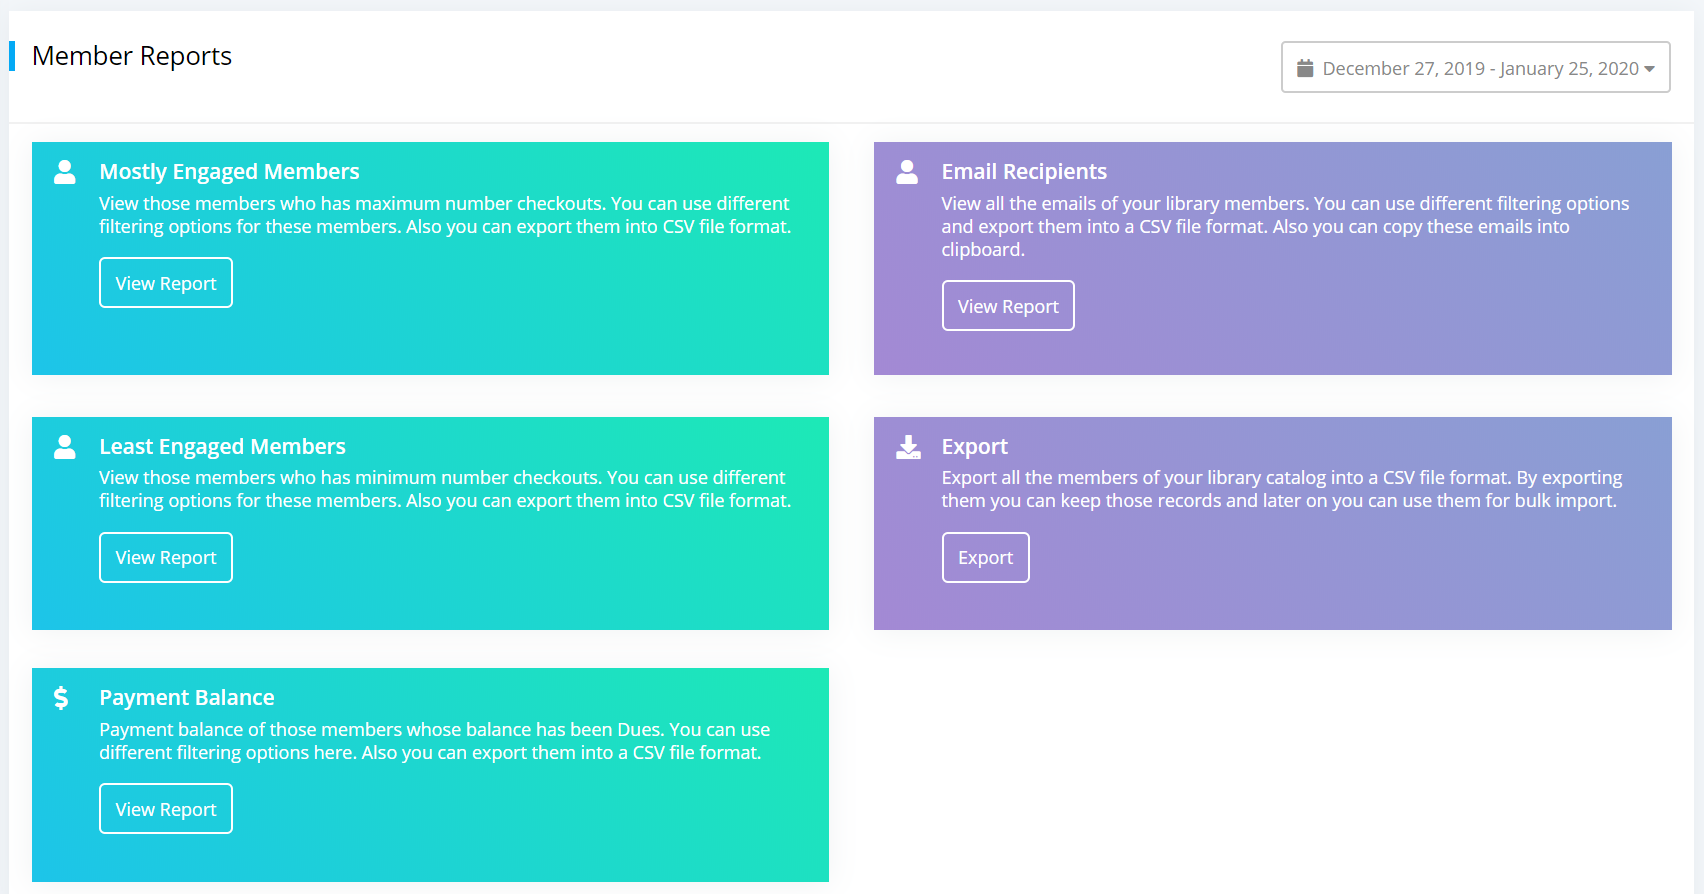 Member Reports
December 27, 2019 - January 25, 2020
Mostly Engaged Members
View those members who has maximum number checkouts. You can use different
filtering options for these members. Also you can export them into CSV file format.
View Report
Email Recipients
View all the emails of your library members. You can use different filtering options
and export them into a CSV file format. Also you can copy these emails into
clipboard.
View Report
Least Engaged Members
View those members who has minimum number checkouts. You can use different
filtering options for these members. Also you can export them into CSV file format.
View Report
Export
Export all the members of your library catalog into a CSV file format. By exporting
them you can keep those records and later on you can use them for bulk import.
Export
Payment Balance
Payment balance of those members whose balance has been Dues. You can use
different filtering options here. Also you can export them into a CSV file format.
View Report